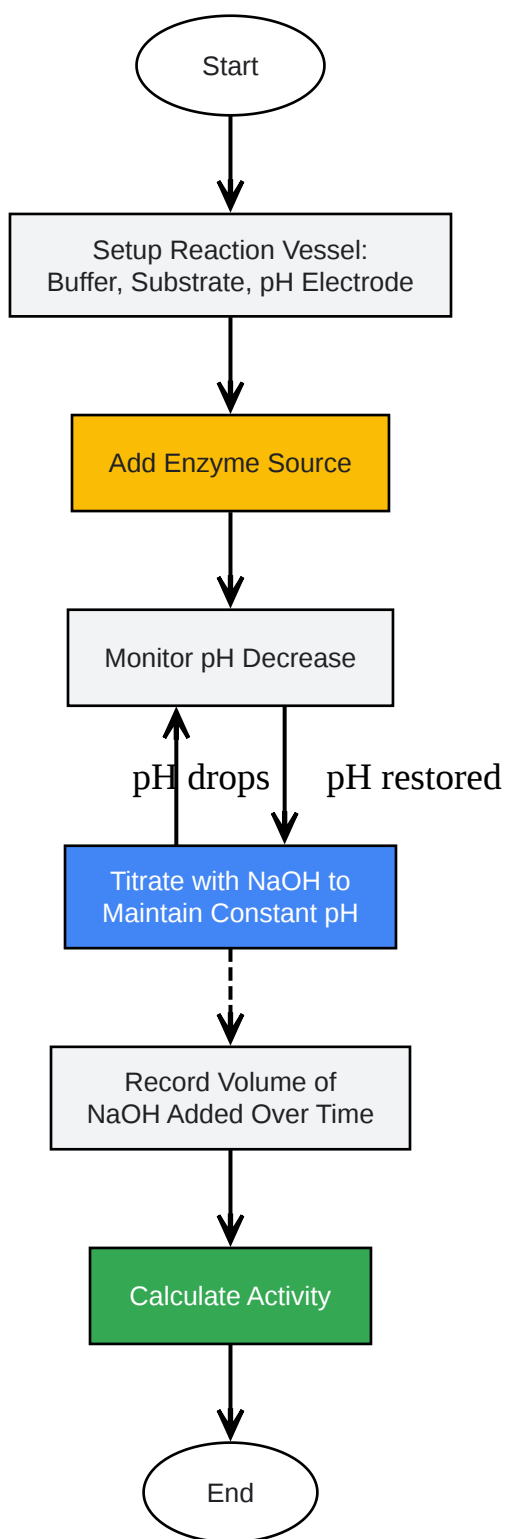 Start
Setup Reaction Vessel:
Buffer, Substrate, pH Electrode
Add Enzyme Source
Monitor pH Decrease
pH drops
pH restored
Titrate with NaOH to
Maintain Constant pH
Record Volume of
NaOH Added Over Time
Calculate Activity
End